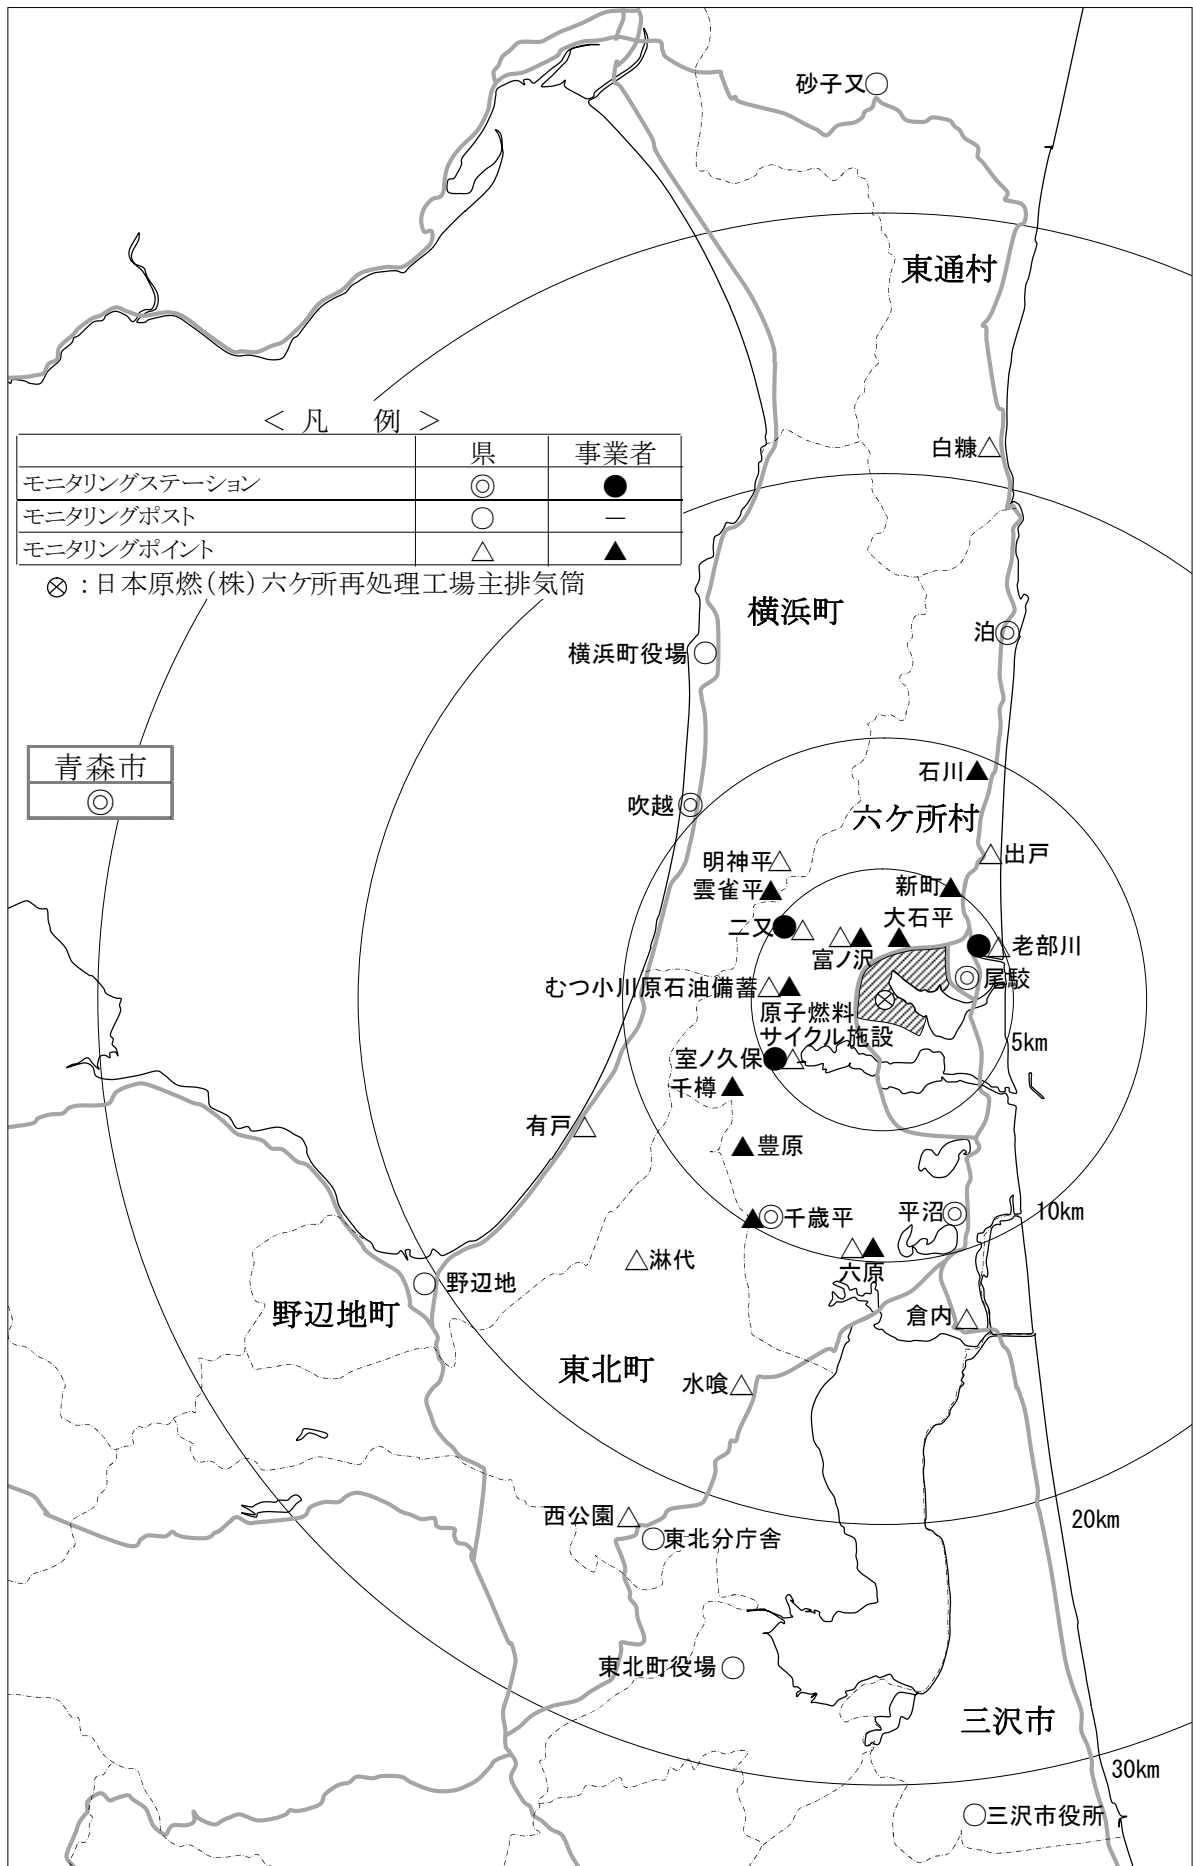 砂子又
東通村
＜ 凡 例 ＞
県 事業者
白糠
モニタリングステーション ◎ ●
モニタリングポスト ○ －
モニタリングポイント △ ▲
⊗：日本原燃(株)六ケ所再処理工場主排気筒
横浜町
泊
横浜町役場
青森市
◎
石川
吹越
六ケ所村
明神平
出戸
雲雀平
新町
大石平
二又
富ノ沢
老部川
尾駮
むつ小川原石油備蓄
原子燃料
サイクル施設
5km
室ノ久保
千樽
有戸
豊原
千歳平
平沼
10km
淋代
六原
野辺地
野辺地町
倉内
東北町
水喰
西公園
20km
東北分庁舎
東北町役場
三沢市
30km
三沢市役所